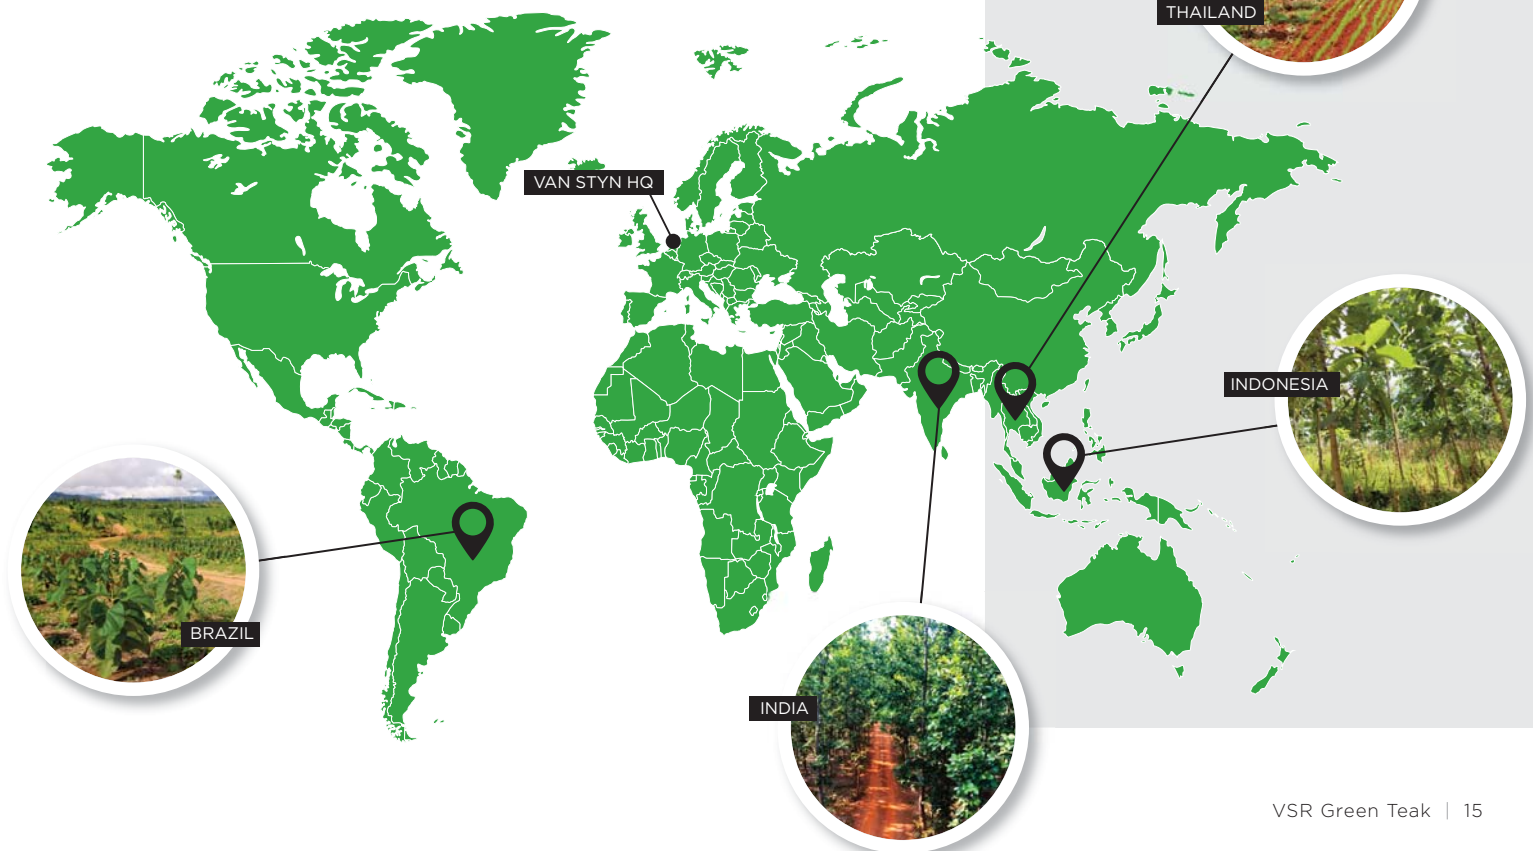 THAILAND
VAN STYN HQ
INDONESIA
BRAZIL
INDIA
VSR Green Teak | 15